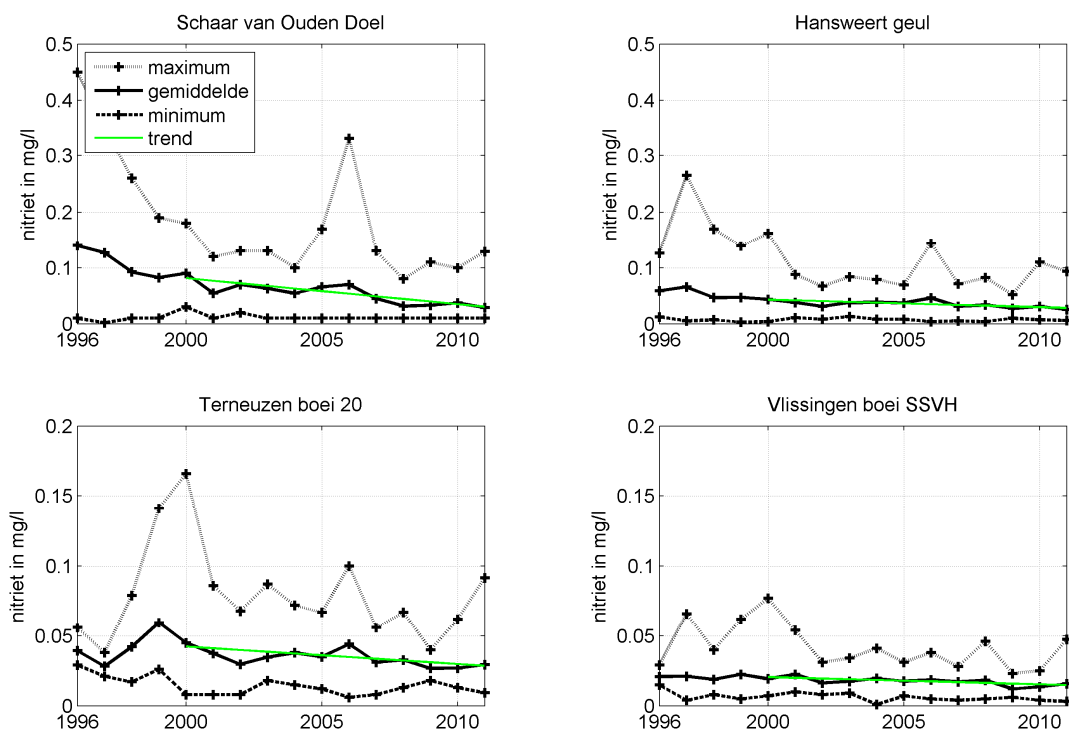 Schaar van Ouden Doel
nitriet in mg/l
0.5
0.4
0.3
0.2
0.1
0
1996 2000 2005 2010
maximum
gemiddelde
minimum
trend
Hansweert geul
nitriet in mg/l
0.5
0.4
0.3
0.2
0.1
0
1996 2000 2005 2010
Terneuzen boei 20
nitriet in mg/l
0.2
0.15
0.1
0.05
0
1996 2000 2005 2010
Vlissingen boei SSVH
nitriet in mg/l
0.2
0.15
0.1
0.05
0
1996 2000 2005 2010